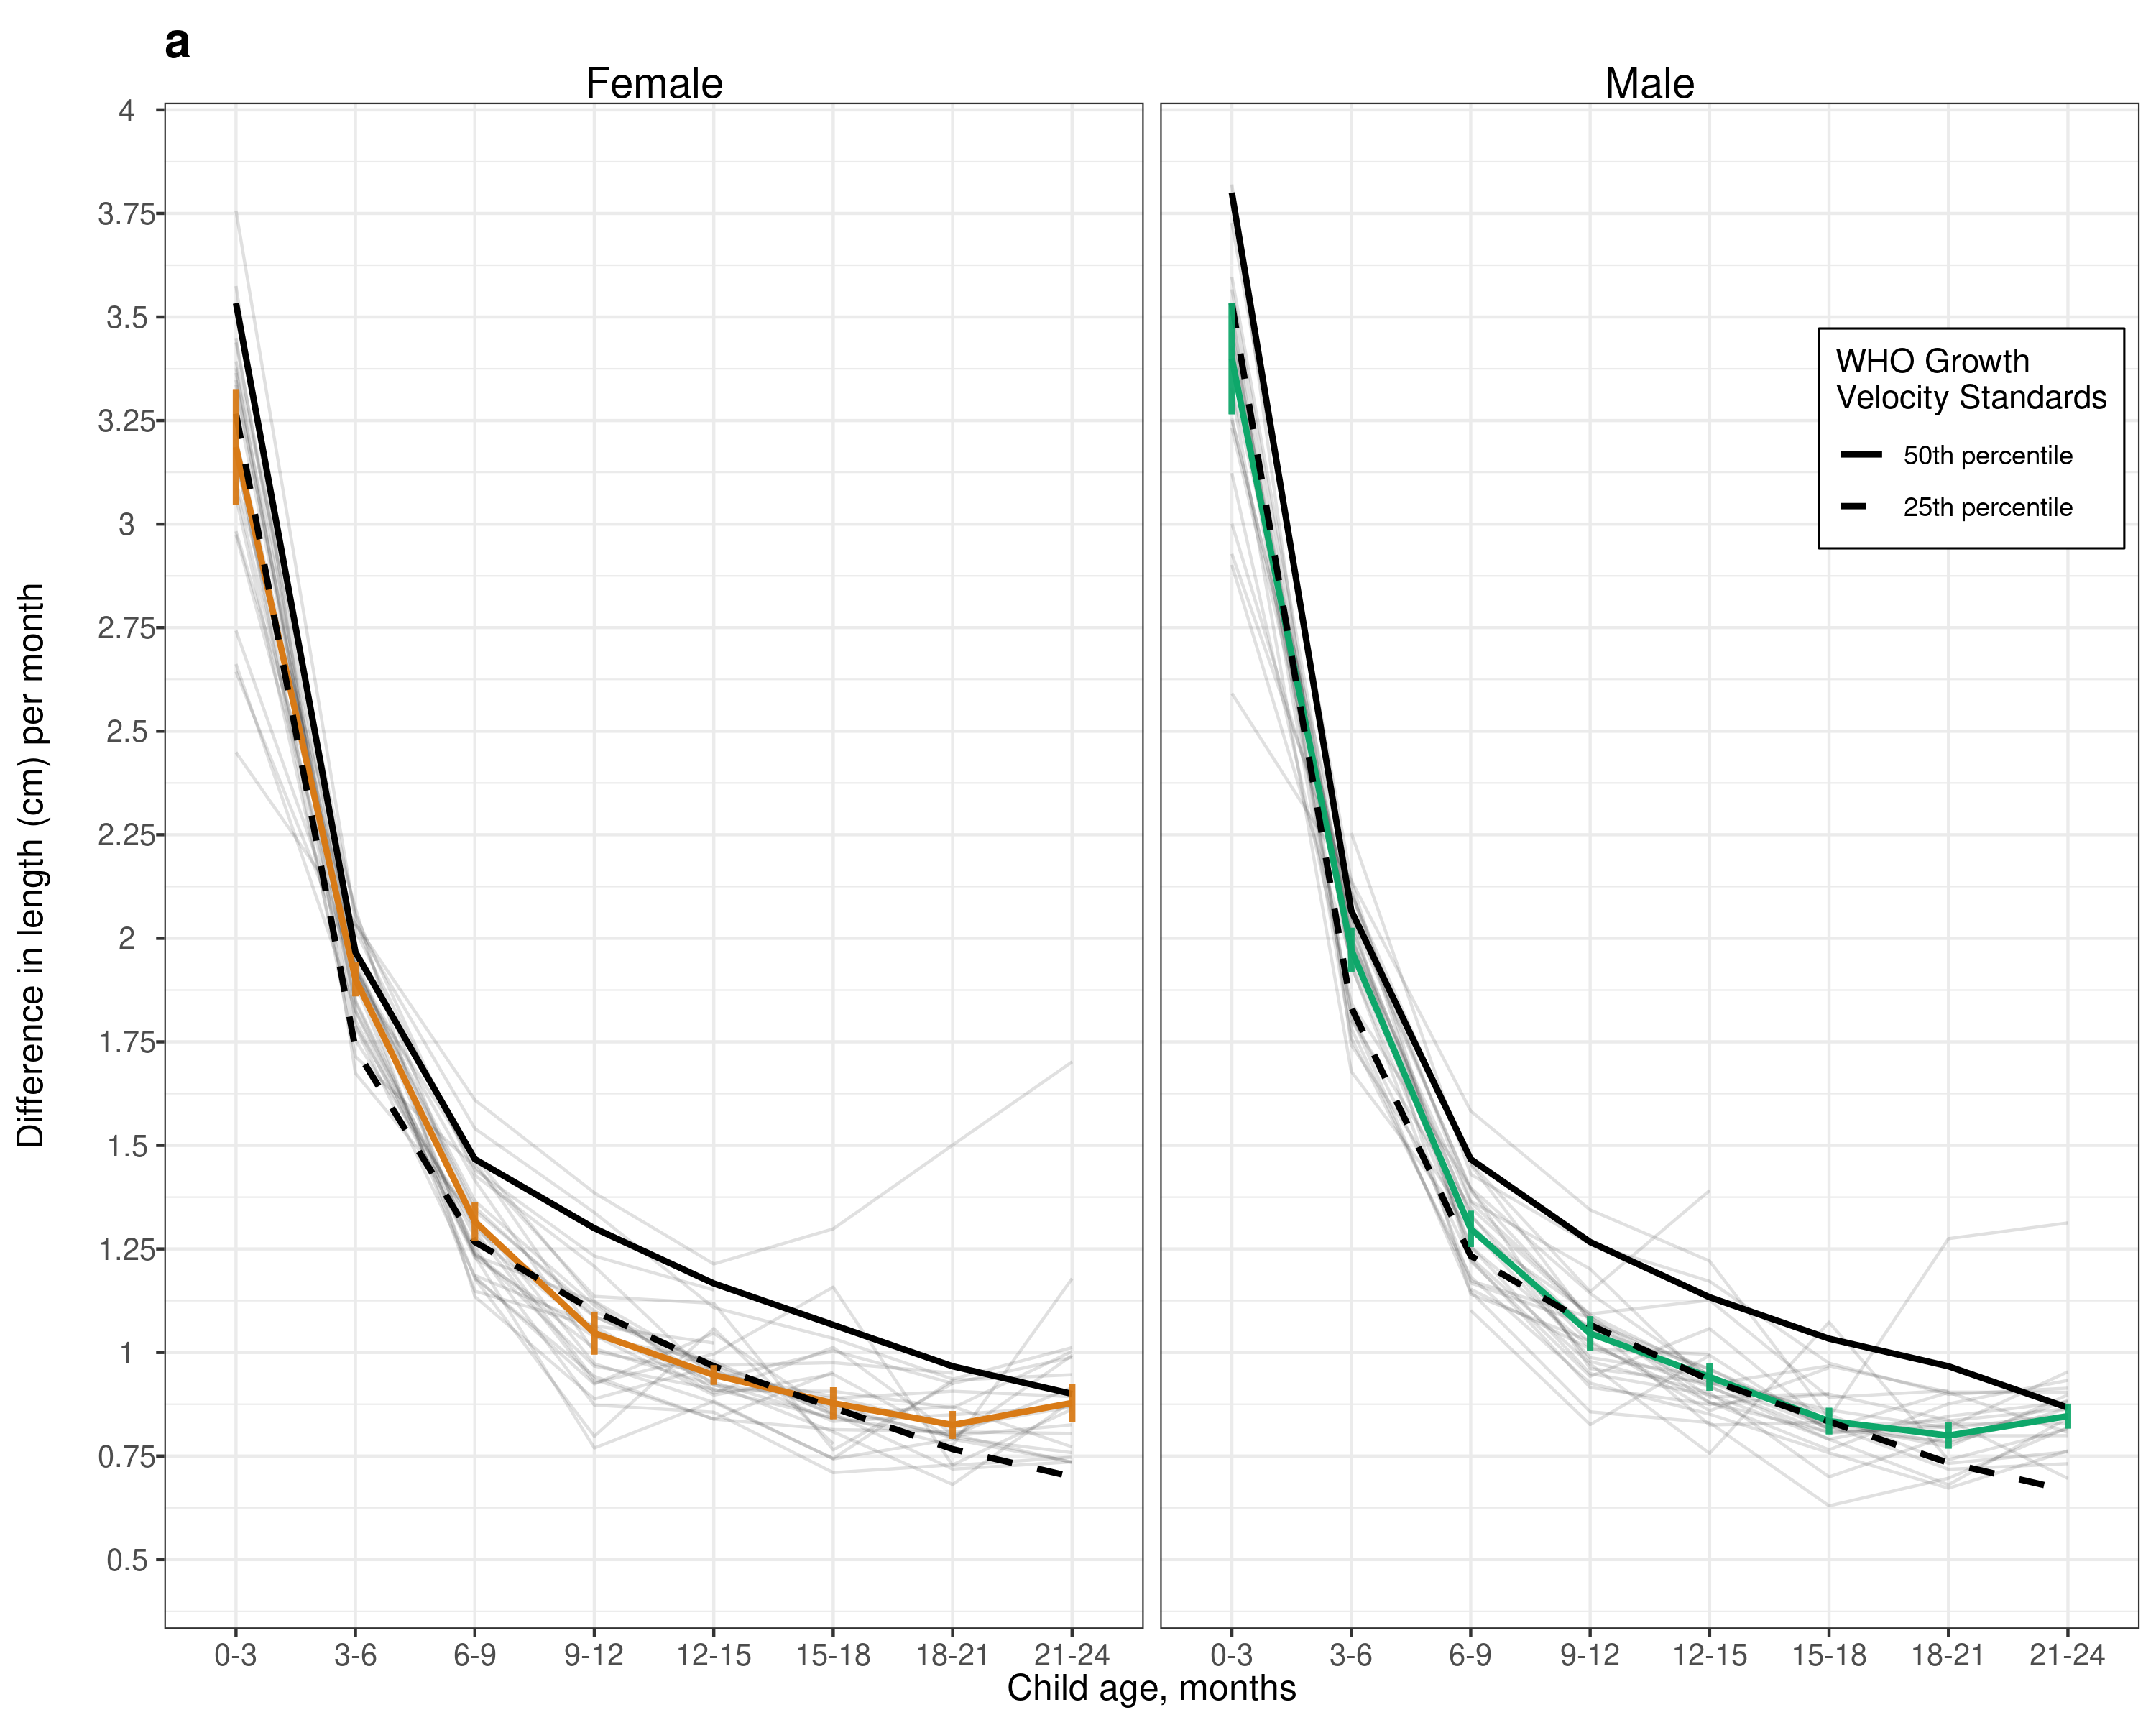 a
Female
Male
4
3.75
3.5
3.25
3
2.75
2.5
2.25
2
1.75
1.5
1.25
1
0.75
0.5
Difference in length (cm) per month
WHO Growth
Velocity Standards
50th percentile
25th percentile
0-3 3-6 6-9 9-12 12-15 15-18 18-21 21-24
0-3 3-6 6-9 9-12 12-15 15-18 18-21 21-24
Child age, months